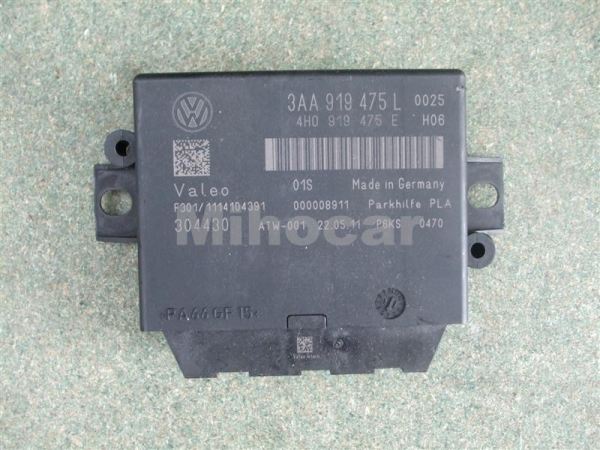 3AA 919 475 L 0025
4H0 919 475 E H06
Valeo 01S Made in Germany
F301/1114104391 000008911 Parkhilfe PLA
304430 ATW-001 22.05.11 P6KS 0470
Mihocar
>PA66GF15<